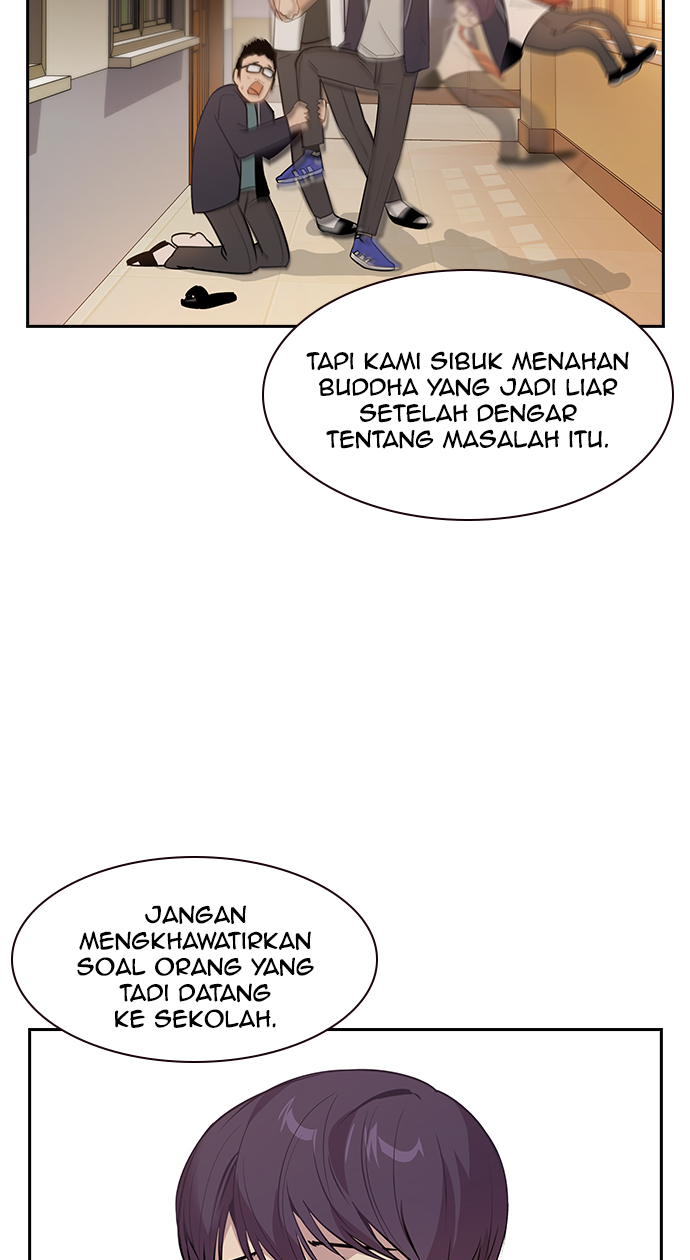 TAPI KAMI SIBUK MENAHAN
BUDDHA YANG JADI LIAR
SETELAH DENGAR
TENTANG MASALAH ITU.
JANGAN
MENGKHAWATIRKAN
SOAL ORANG YANG
TADI DATANG
KE SEKOLAH.